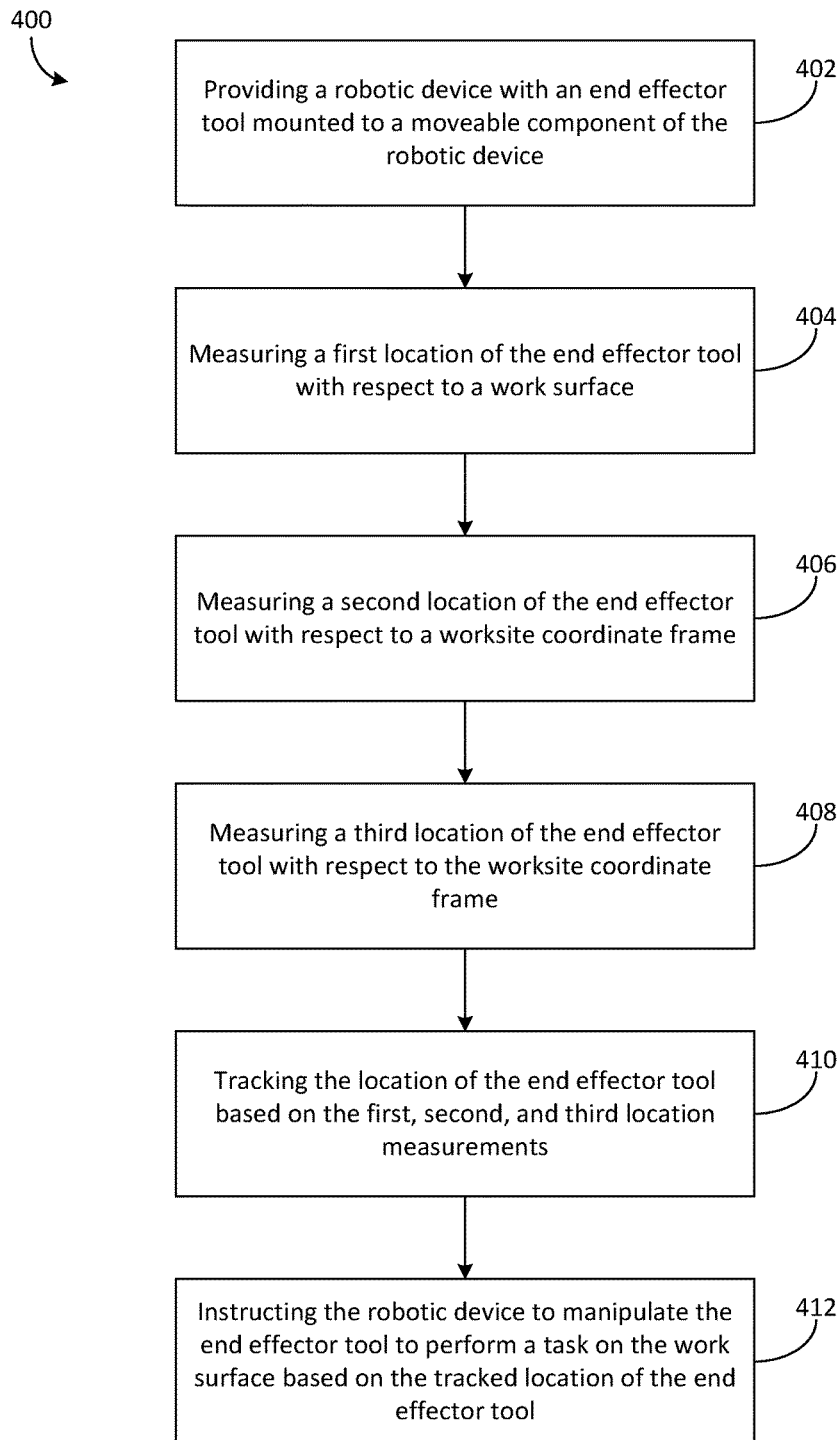 400
402
Providing a robotic device with an end effector
tool mounted to a moveable component of the
robotic device
404
Measuring a first location of the end effector tool
with respect to a work surface
406
Measuring a second location of the end effector
tool with respect to a worksite coordinate frame
408
Measuring a third location of the end effector
tool with respect to the worksite coordinate
frame
410
Tracking the location of the end effector tool
based on the first, second, and third location
measurements
412
Instructing the robotic device to manipulate the
end effector tool to perform a task on the work
surface based on the tracked location of the end
effector tool